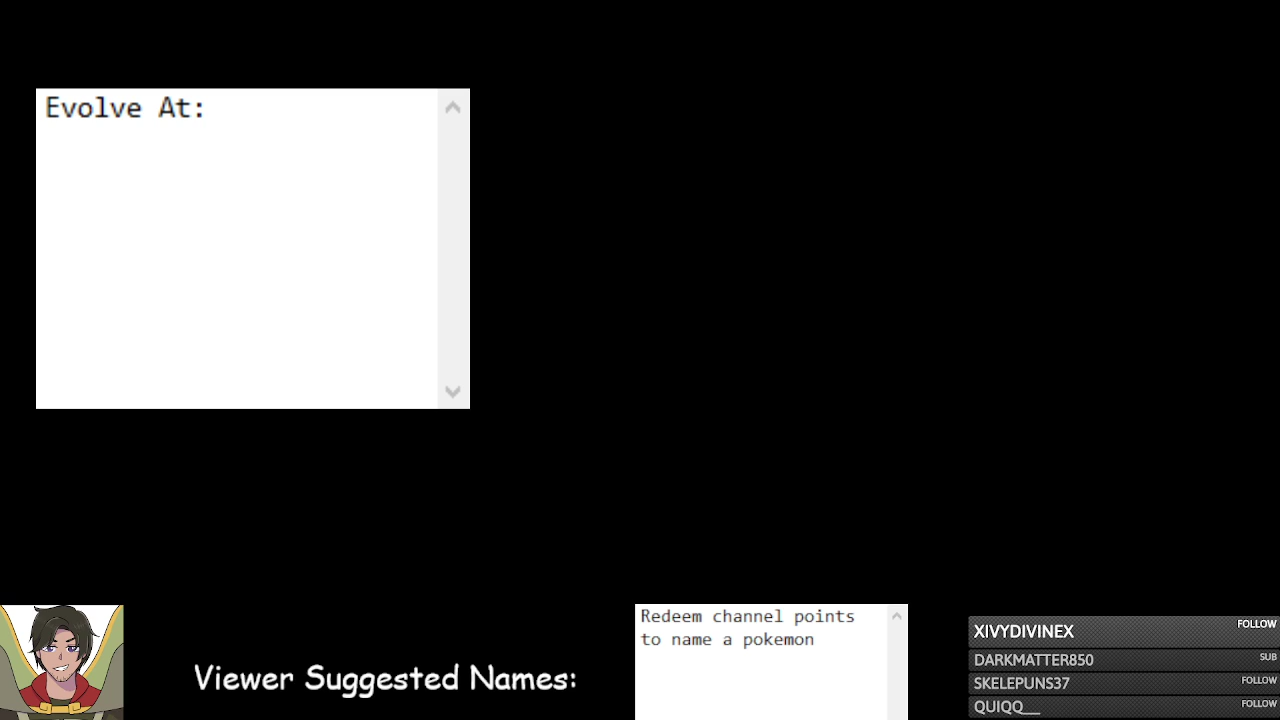 Evolve At:
Redeem channel points
to name a pokemon
Viewer Suggested Names:
XIVYDIVINEX FOLLOW
DARKMATTER850 SUB
SKELEPUNS37 FOLLOW
QUIQQ__ FOLLOW